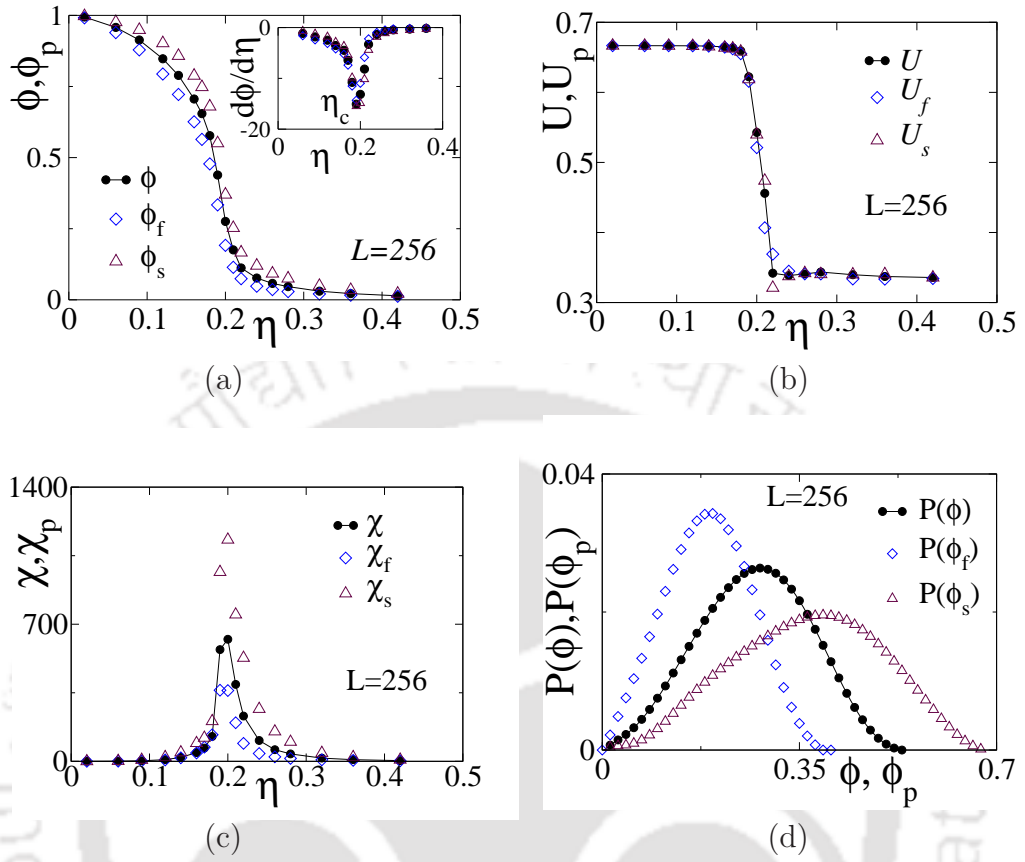 1
0.5
0
ϕ,ϕ_p
0 0.1 0.2 0.3 0.4 0.5
η
ϕ
ϕ_f
ϕ_s
L=256
0
-20
dϕ/dη
η_c
0 0.2 0.4
η
(a)
0.7
0.5
0.3
U,U_p
0 0.1 0.2 0.3 0.4 0.5
η
U
U_f
U_s
L=256
(b)
1400
700
0
χ,χ_p
0 0.1 0.2 0.3 0.4 0.5
η
χ
χ_f
χ_s
L=256
(c)
0.04
0
P(ϕ),P(ϕ_p)
L=256
P(ϕ)
P(ϕ_f)
P(ϕ_s)
0 0.35 0.7
ϕ, ϕ_p
(d)